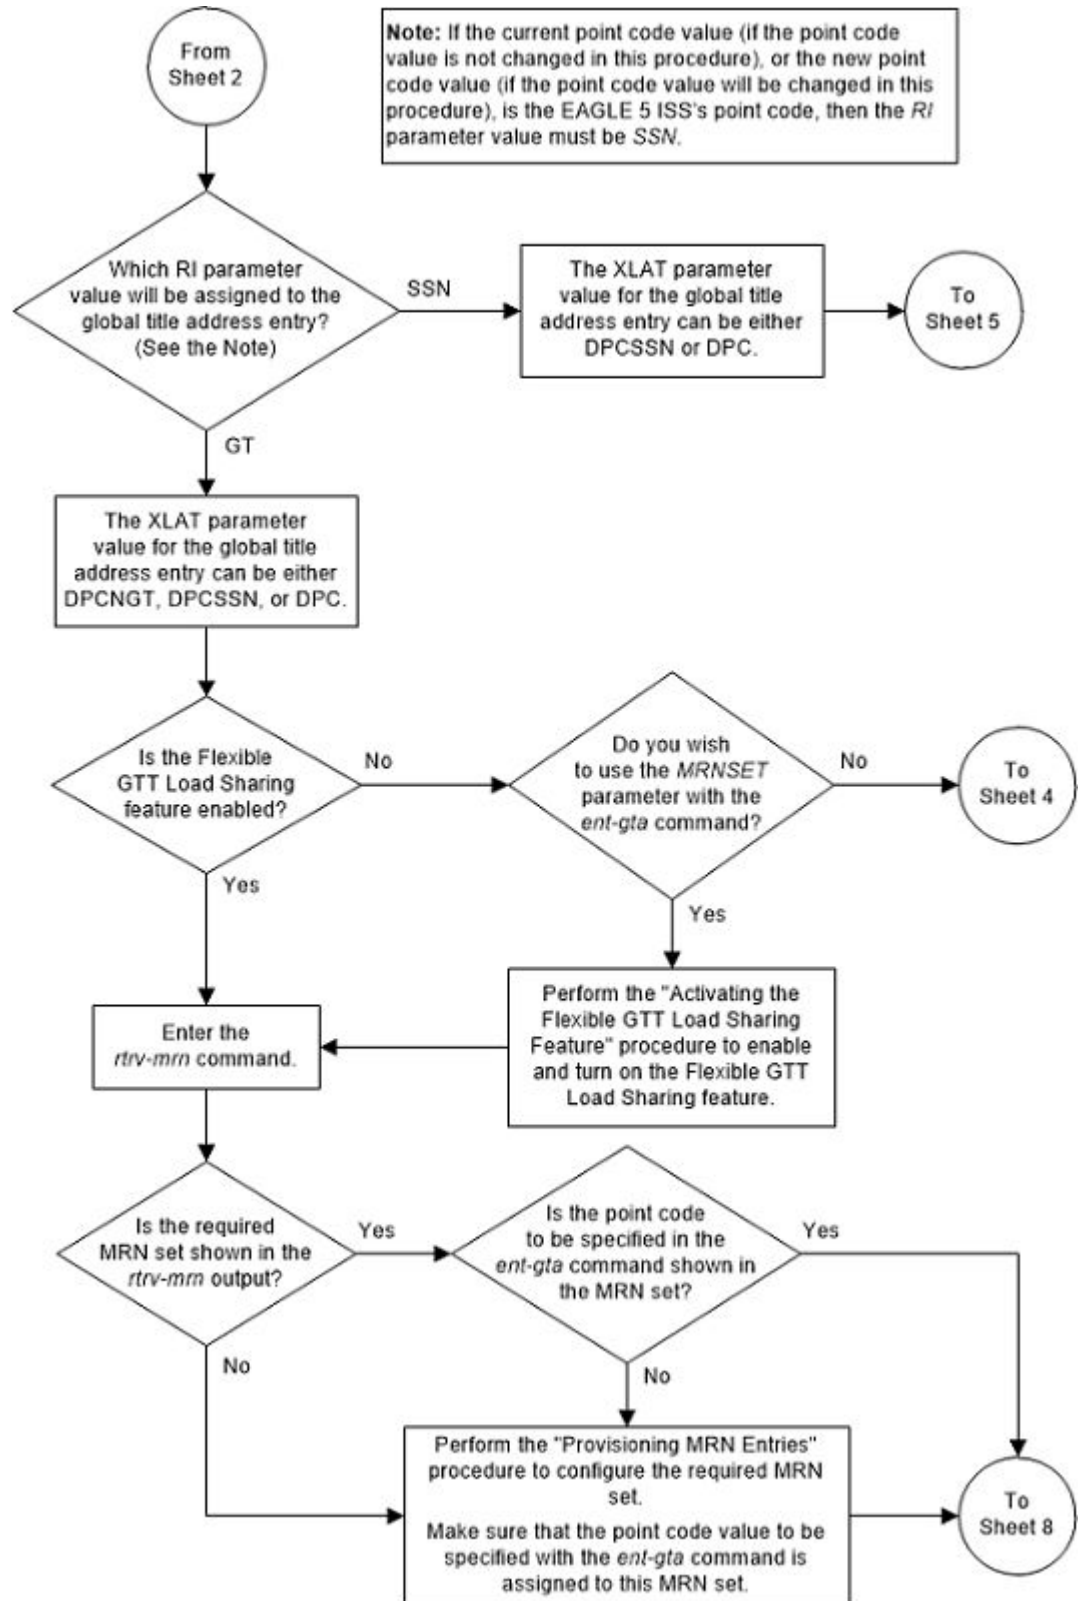 From
Sheet 2
Note: If the current point code value (if the point code
value is not changed in this procedure), or the new point
code value (if the point code value will be changed in this
procedure), is the EAGLE 5 ISS's point code, then the RI
parameter value must be SSN.
Which RI parameter
value will be assigned to the
global title address entry?
(See the Note)
SSN
The XLAT parameter
value for the global title
address entry can be either
DPCSSN or DPC.
To
Sheet 5
GT
The XLAT parameter
value for the global title
address entry can be either
DPCNGT, DPCSSN, or DPC.
Is the Flexible
GTT Load Sharing
feature enabled?
No
Do you wish
to use the MRNSET
parameter with the
ent-gta command?
No
To
Sheet 4
Yes
Yes
Enter the
rtrv-mrn command.
Perform the "Activating the
Flexible GTT Load Sharing
Feature" procedure to enable
and turn on the Flexible GTT
Load Sharing feature.
Is the required
MRN set shown in the
rtrv-mrn output?
Yes
Is the point code
to be specified in the
ent-gta command shown in
the MRN set?
Yes
No
No
Perform the "Provisioning MRN Entries"
procedure to configure the required MRN
set.
Make sure that the point code value to be
specified with the ent-gta command is
assigned to this MRN set.
To
Sheet 8